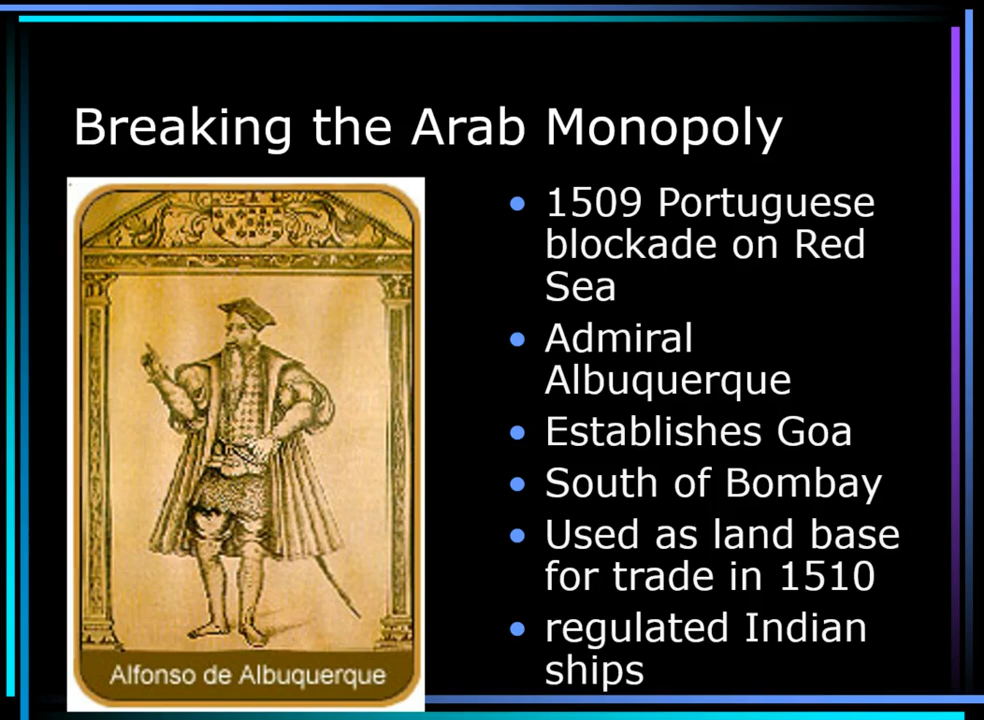 Breaking the Arab Monopoly
• 1509 Portuguese
blockade on Red
Sea
• Admiral
Albuquerque
• Establishes Goa
• South of Bombay
• Used as land base
for trade in 1510
• regulated Indian
ships
Alfonso de Albuquerque